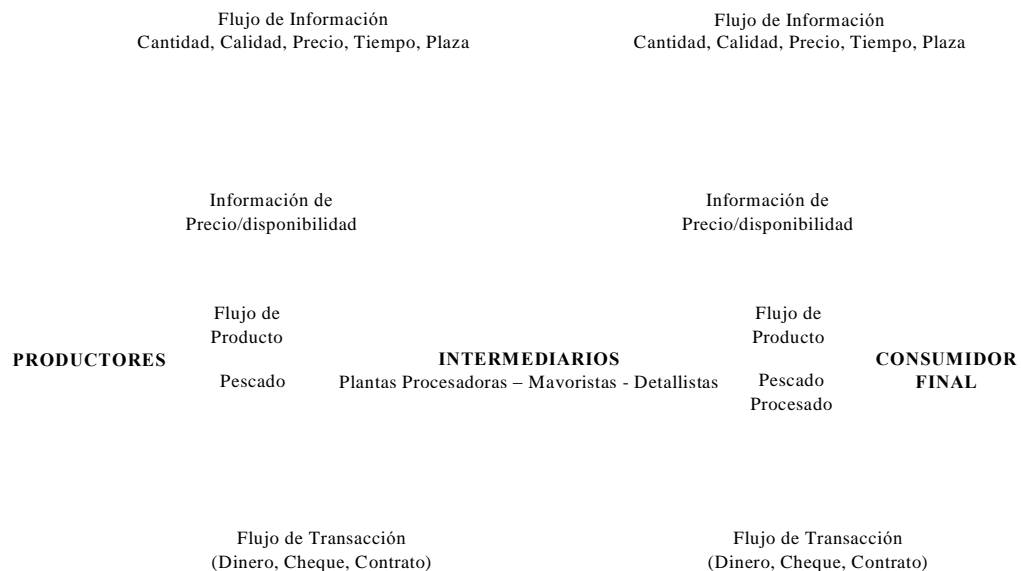 Flujo de Información
Cantidad, Calidad, Precio, Tiempo, Plaza
Flujo de Información
Cantidad, Calidad, Precio, Tiempo, Plaza
Información de
Precio/disponibilidad
Información de
Precio/disponibilidad
PRODUCTORES
Flujo de
Producto
Pescado
INTERMEDIARIOS
Plantas Procesadoras – Mavoristas - Detallistas
Flujo de
Producto
Pescado
Procesado
CONSUMIDOR
FINAL
Flujo de Transacción
(Dinero, Cheque, Contrato)
Flujo de Transacción
(Dinero, Cheque, Contrato)